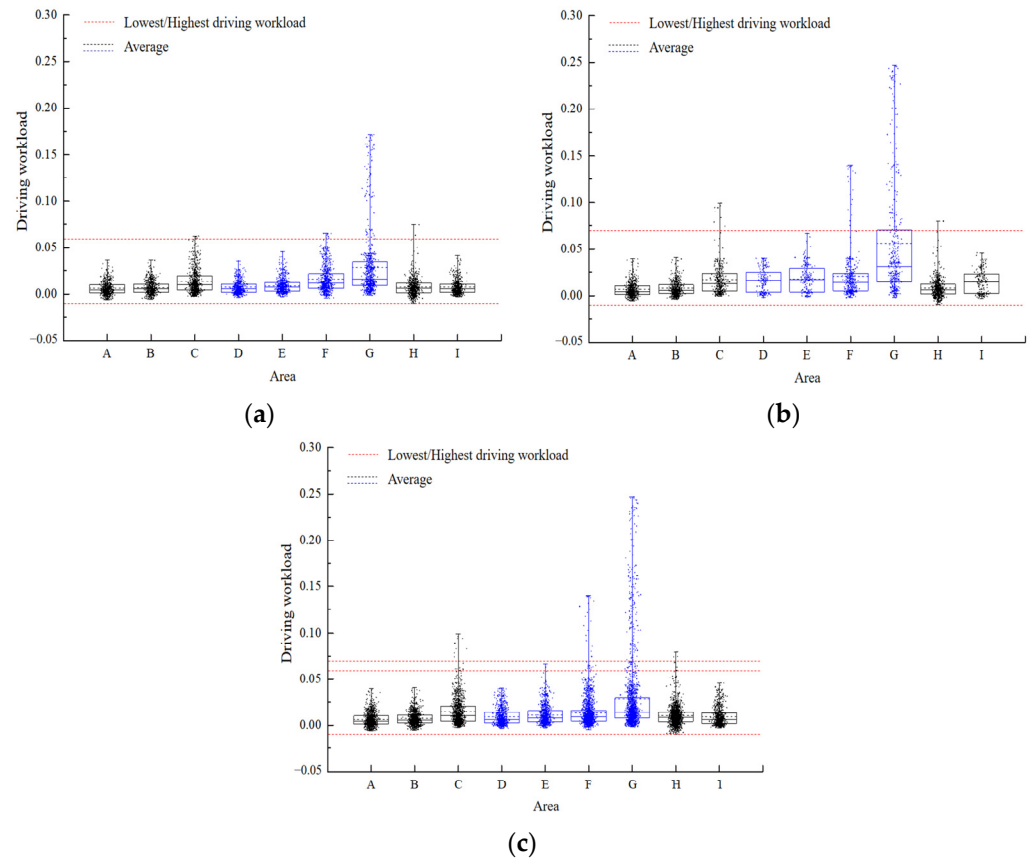 0.30
0.25
0.20
0.15
0.10
0.05
0.00
−0.05
Driving workload
Lowest/Highest driving workload
Average
A B C D E F G H I
Area
(a)
0.30
0.25
0.20
0.15
0.10
0.05
0.00
−0.05
Driving workload
Lowest/Highest driving workload
Average
A B C D E F G H I
Area
(b)
0.30
0.25
0.20
0.15
0.10
0.05
0.00
−0.05
Driving workload
Lowest/Highest driving workload
Average
A B C D E F G H 1
Area
(c)